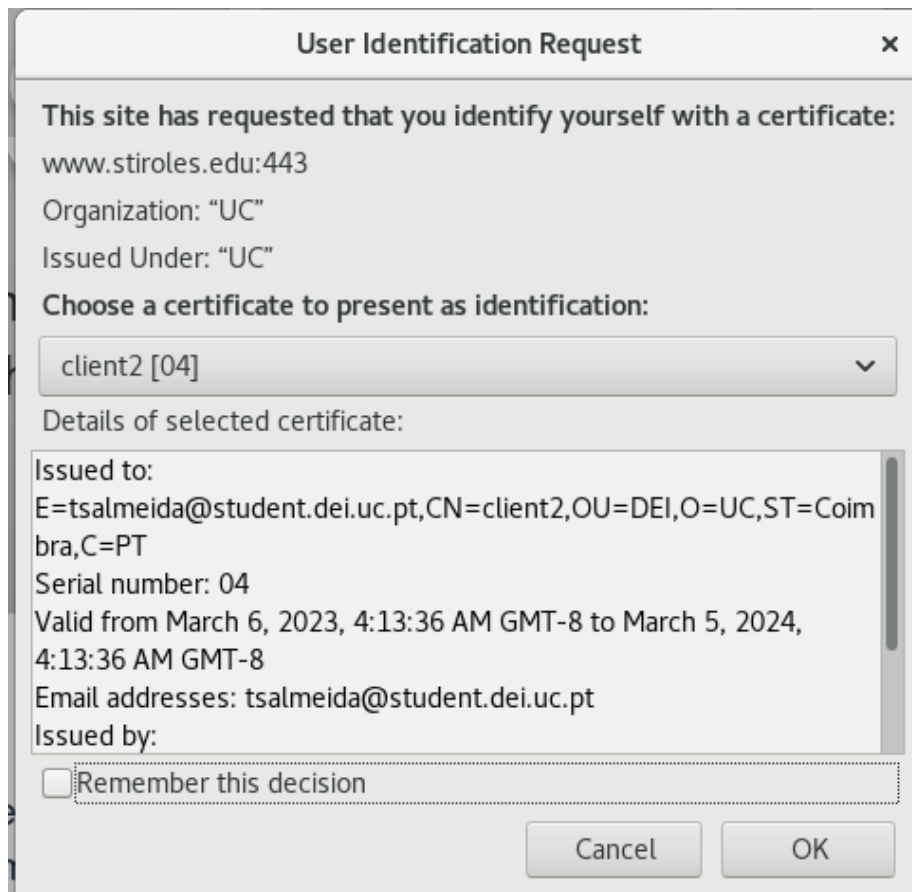 User Identification Request
This site has requested that you identify yourself with a certificate:
www.stiroles.edu:443
Organization: “UC”
Issued Under: “UC”
Choose a certificate to present as identification:
client2 [04]
Details of selected certificate:
Issued to:
E=tsalmeida@student.dei.uc.pt,CN=client2,OU=DEI,O=UC,ST=Coim
bra,C=PT
Serial number: 04
Valid from March 6, 2023, 4:13:36 AM GMT-8 to March 5, 2024,
4:13:36 AM GMT-8
Email addresses: tsalmeida@student.dei.uc.pt
Issued by:
Remember this decision
Cancel OK